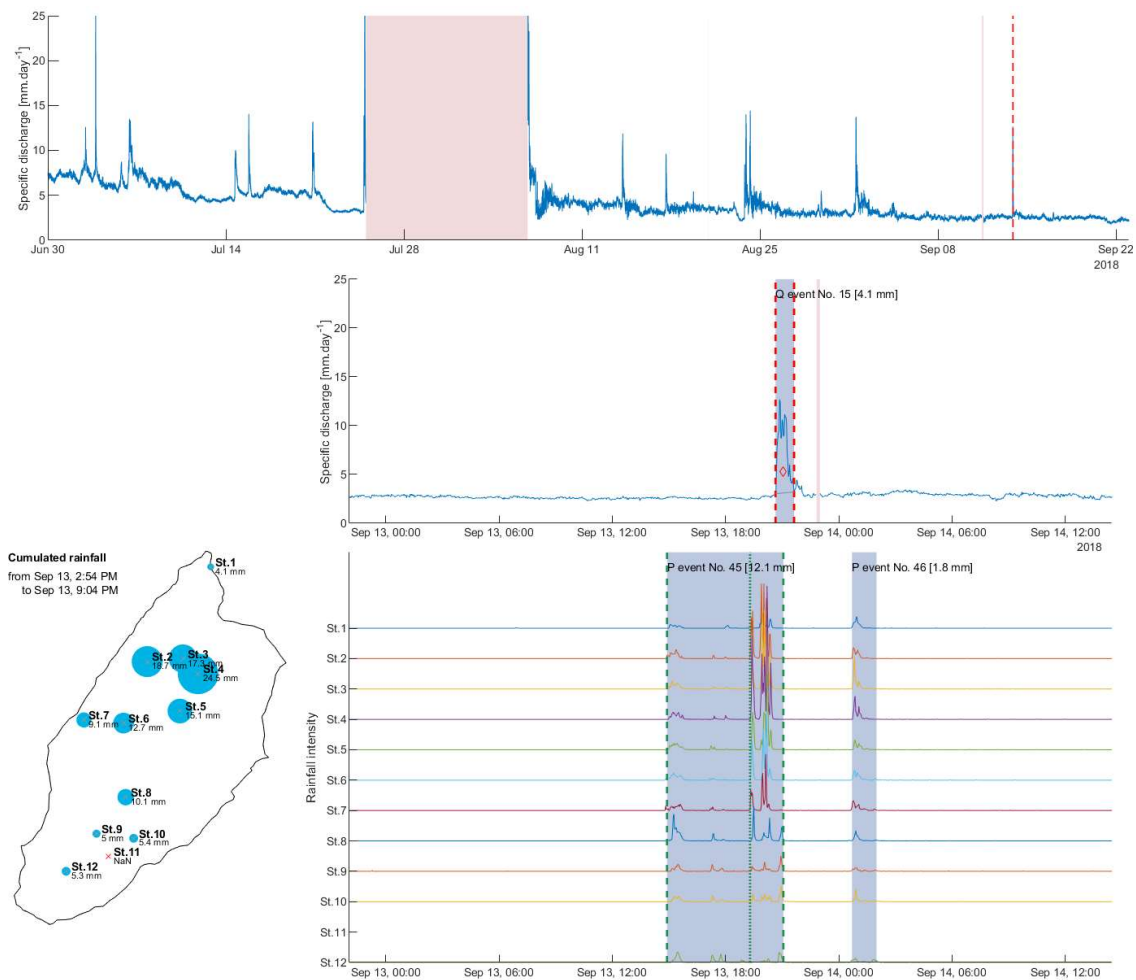 Specific discharge [mm.day⁻¹]
25
20
15
10
5
0
Jun 30
Jul 14
Jul 28
Aug 11
Aug 25
Sep 08
Sep 22
2018
Specific discharge [mm.day⁻¹]
25
20
15
10
5
0
Q event No. 15 [4.1 mm]
Sep 13, 00:00
Sep 13, 06:00
Sep 13, 12:00
Sep 13, 18:00
Sep 14, 00:00
Sep 14, 06:00
Sep 14, 12:00
2018
Cumulated rainfall
from Sep 13, 2:54 PM
to Sep 13, 9:04 PM
St.1
4.1 mm
St.2
18.7 mm
St.3
17.3 mm
St.4
24.5 mm
St.5
15.1 mm
St.7
9.1 mm
St.6
12.7 mm
St.8
10.1 mm
St.9
5 mm
St.10
5.4 mm
St.11
NaN
St.12
5.3 mm
P event No. 45 [12.1 mm]
P event No. 46 [1.8 mm]
Rainfall intensity
St.1
St.2
St.3
St.4
St.5
St.6
St.7
St.8
St.9
St.10
St.11
St.12
Sep 13, 00:00
Sep 13, 06:00
Sep 13, 12:00
Sep 13, 18:00
Sep 14, 00:00
Sep 14, 06:00
Sep 14, 12:00